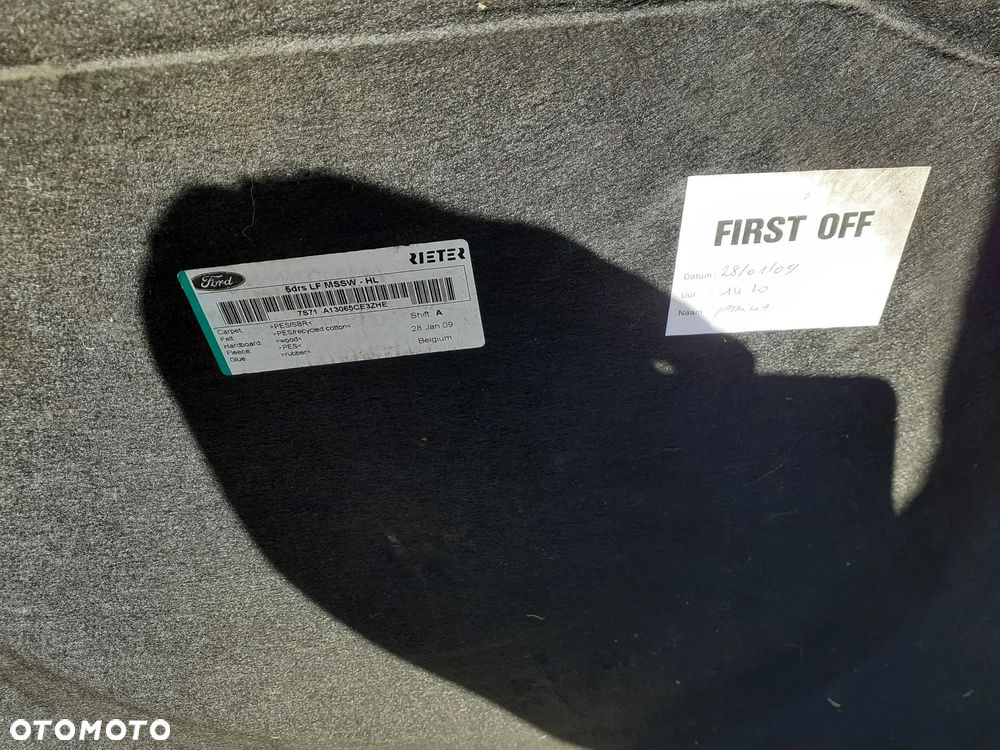 Ford
RIETER
5drs LF MSSW - HL
7S71 A13065CE3ZHE
Carpet. >PES/SBR<
Felt. >PES/recycled cotton<
Hardboard. >wood<
Fleece. >PES<
Glue. >rubber<
Shift A
28 Jan 09
Belgium
FIRST OFF
Datum : 28/01/09
Uur : 14.10
Naam :
OTOMOTO